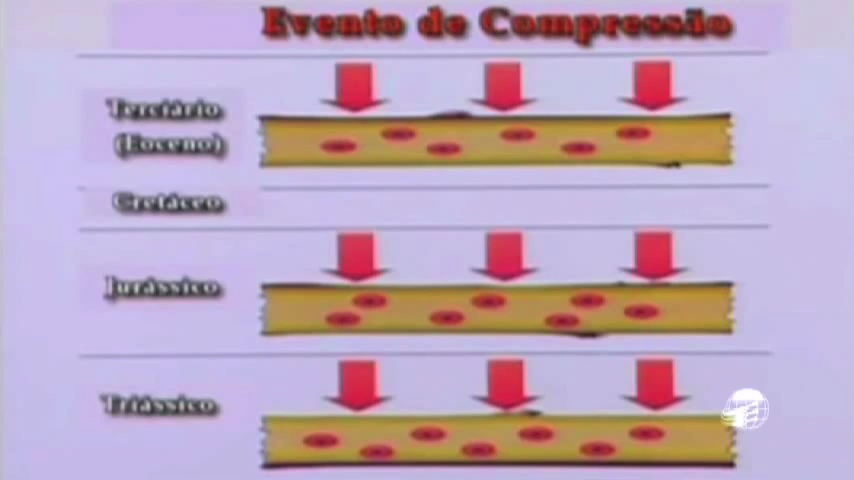 Evento de Compressão
Terciário
(Eoceno)
Cretáceo
Jurássico
Triássico